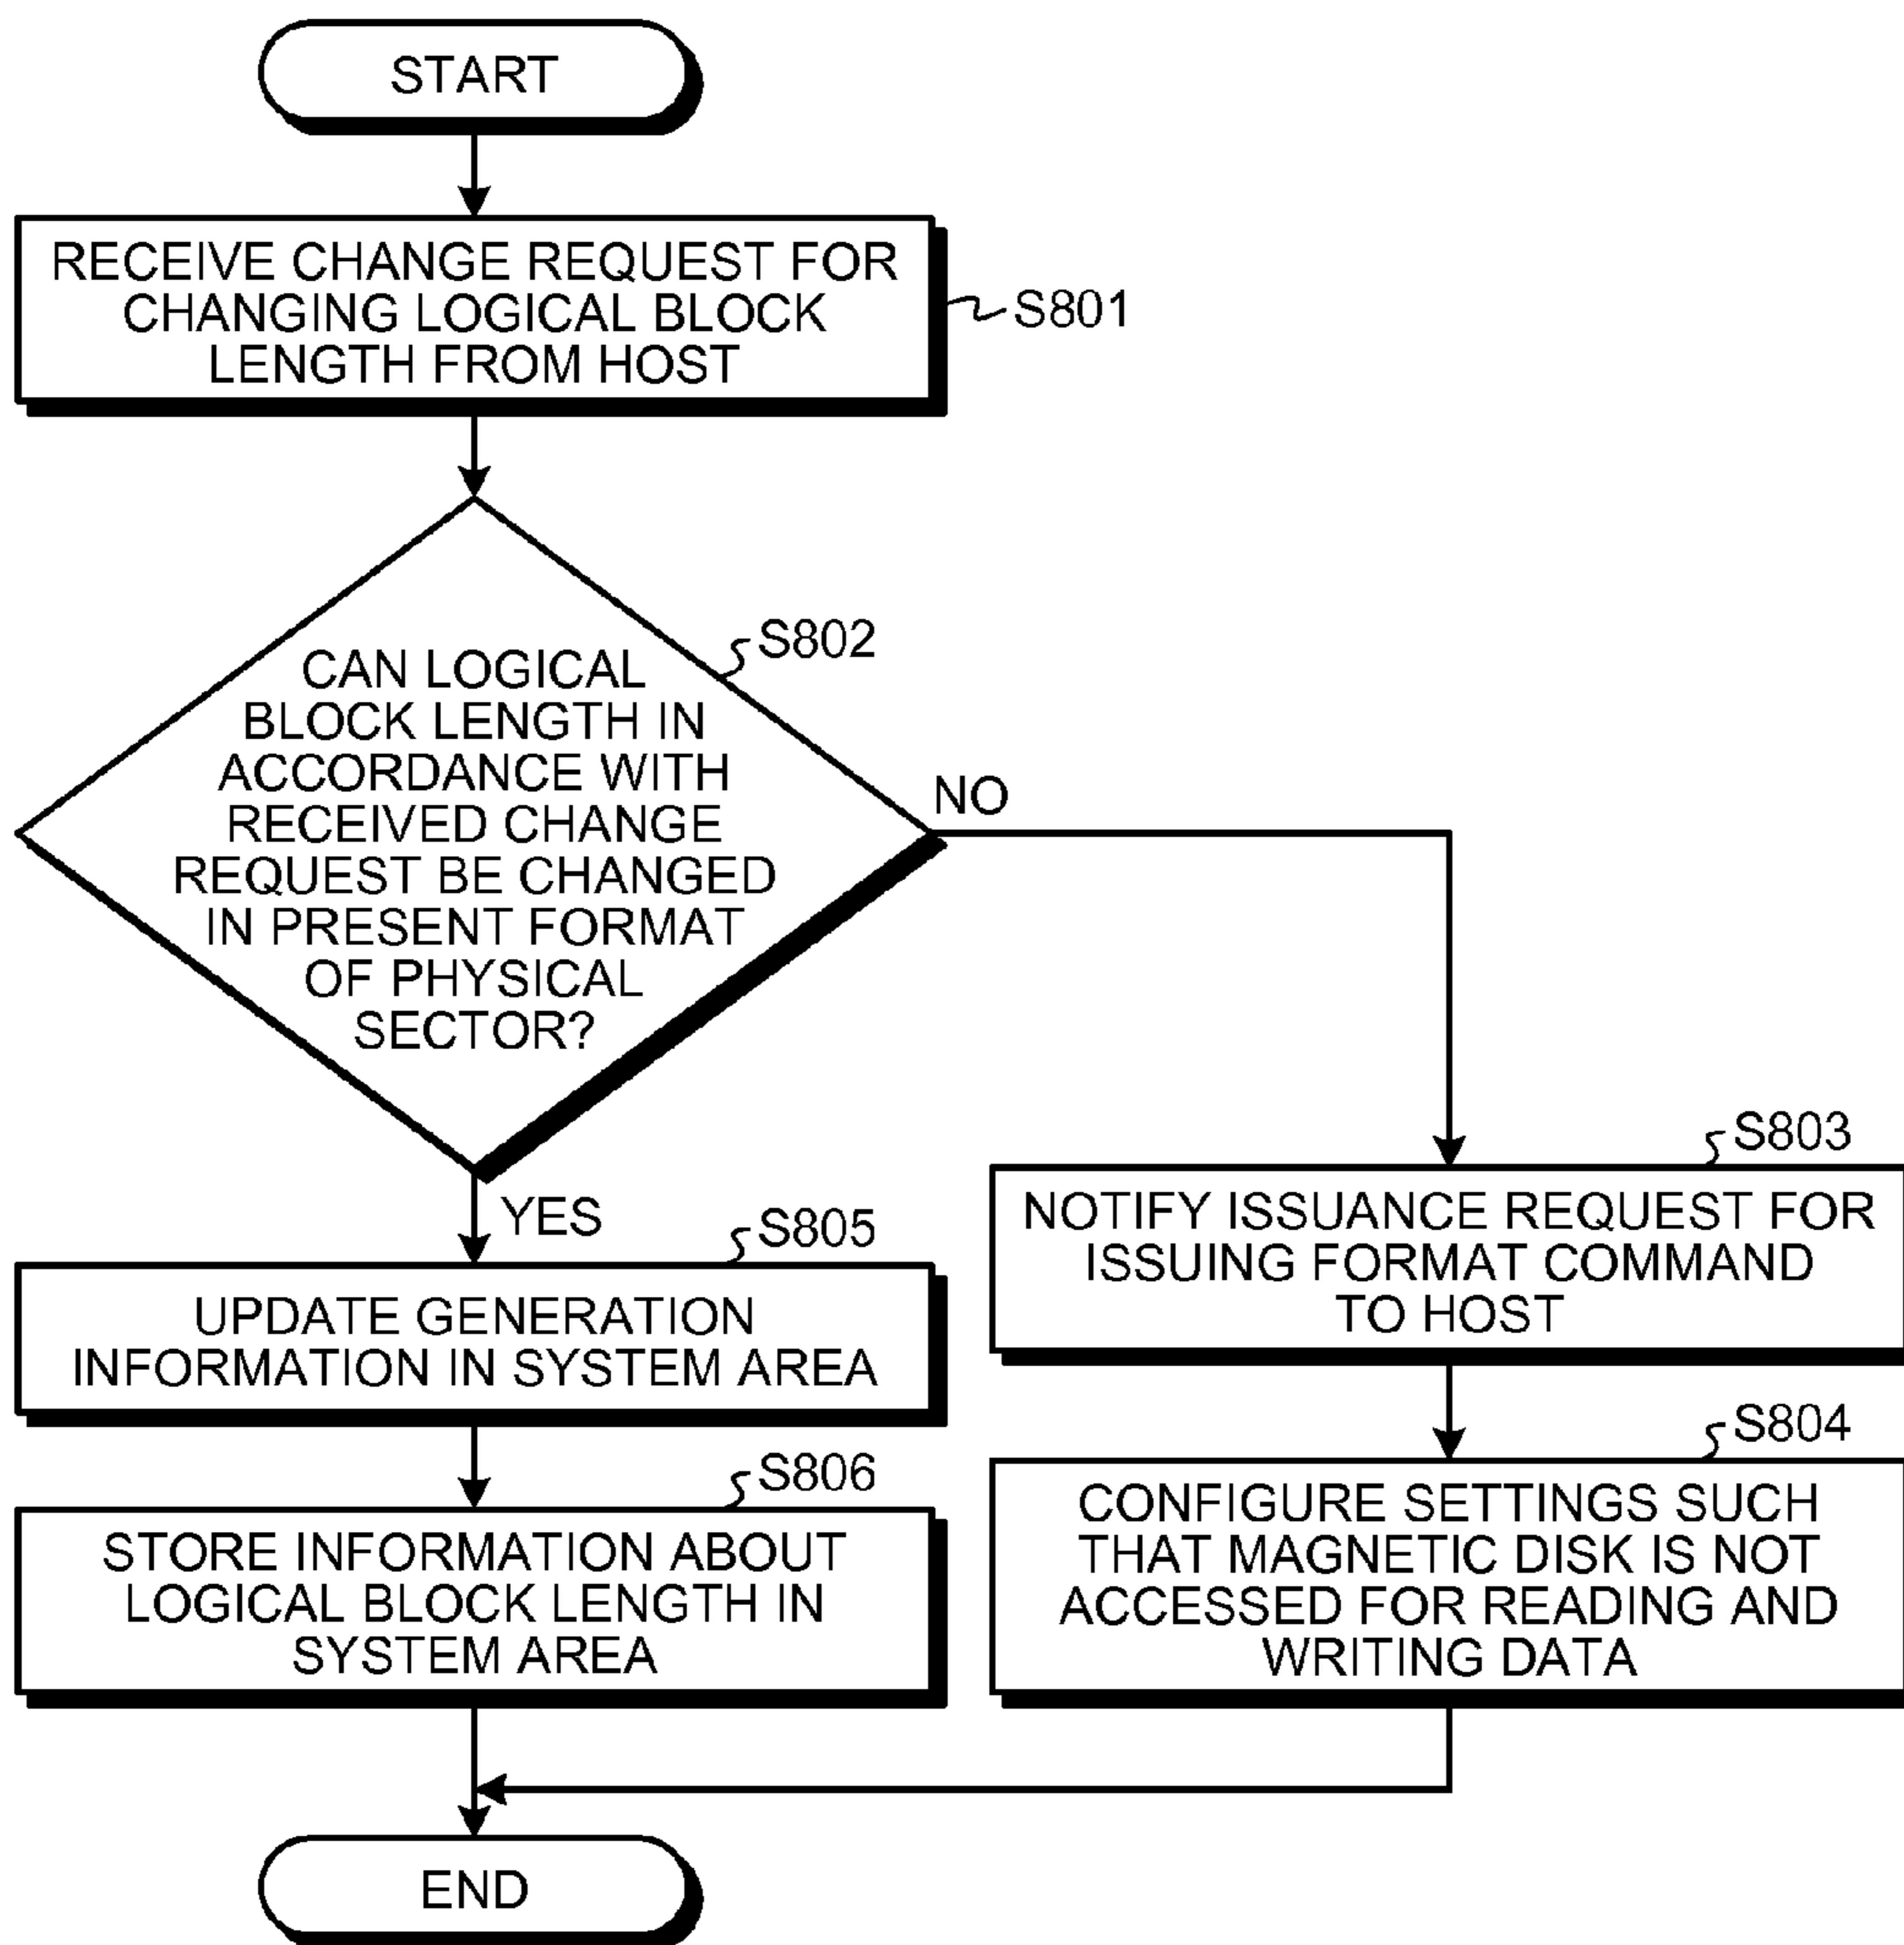 START
RECEIVE CHANGE REQUEST FOR
CHANGING LOGICAL BLOCK
LENGTH FROM HOST
S801
S802
CAN LOGICAL
BLOCK LENGTH IN
ACCORDANCE WITH
RECEIVED CHANGE
REQUEST BE CHANGED
IN PRESENT FORMAT
OF PHYSICAL
SECTOR?
NO
YES
S803
NOTIFY ISSUANCE REQUEST FOR
ISSUING FORMAT COMMAND
TO HOST
S804
CONFIGURE SETTINGS SUCH
THAT MAGNETIC DISK IS NOT
ACCESSED FOR READING AND
WRITING DATA
S805
UPDATE GENERATION
INFORMATION IN SYSTEM AREA
S806
STORE INFORMATION ABOUT
LOGICAL BLOCK LENGTH IN
SYSTEM AREA
END